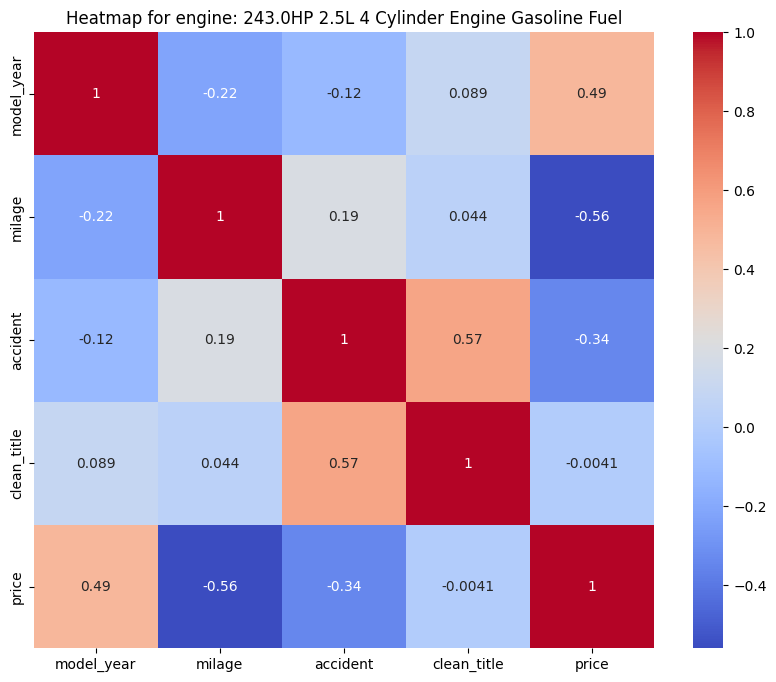 Heatmap for engine: 243.0HP 2.5L 4 Cylinder Engine Gasoline Fuel
model_year 1 -0.22 -0.12 0.089 0.49
milage -0.22 1 0.19 0.044 -0.56
accident -0.12 0.19 1 0.57 -0.34
clean_title 0.089 0.044 0.57 1 -0.0041
price 0.49 -0.56 -0.34 -0.0041 1
model_year milage accident clean_title price
1.0
0.8
0.6
0.4
0.2
0.0
-0.2
-0.4